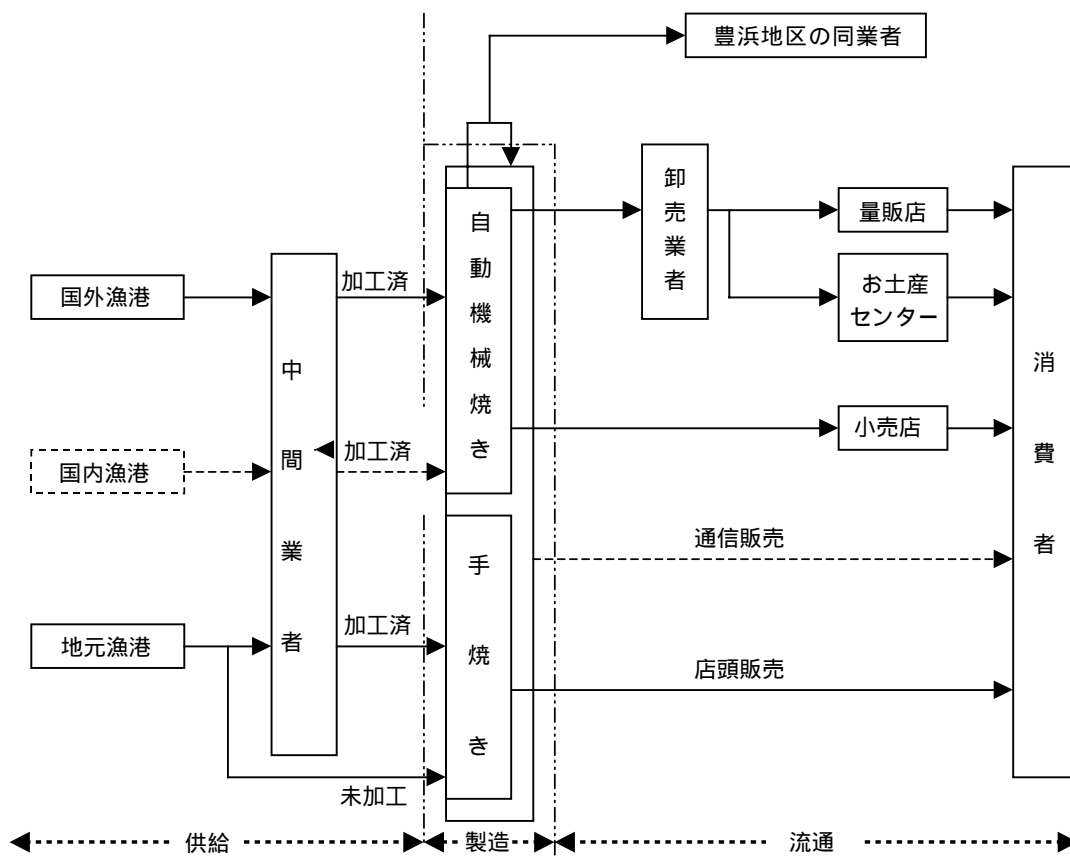 豊浜地区の同業者
卸売業者
量販店
自動機械焼き
お土産
センター
加工済
国外漁港
中間業者
消費者
小売店
加工済
国内漁港
通信販売
手焼き
加工済
地元漁港
店頭販売
未加工
供給
製造
流通